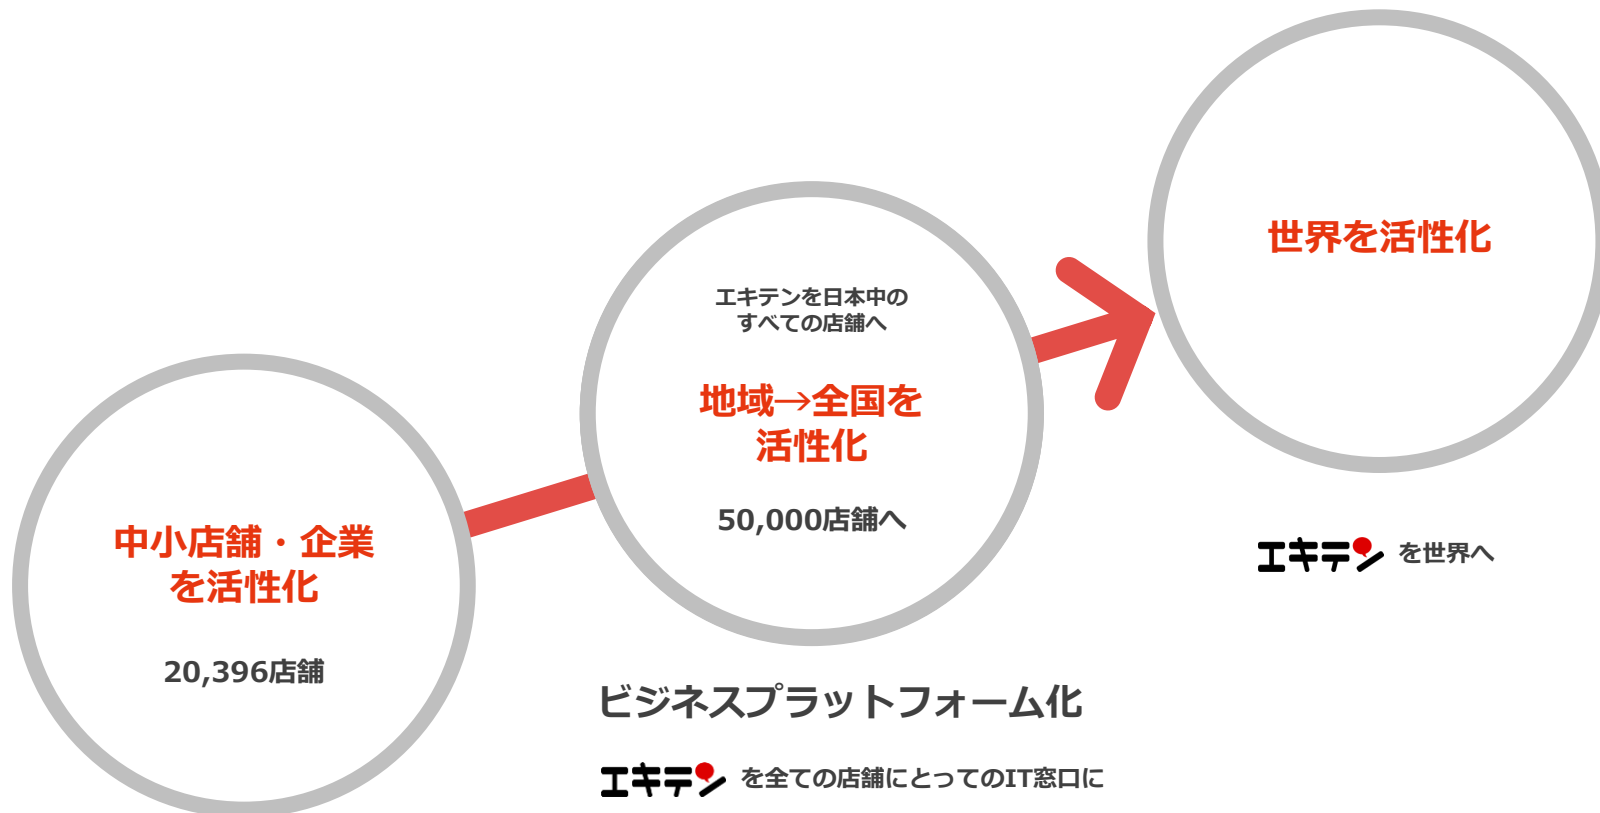 中小店舗・企業
を活性化
20,396店舗
エキテンを日本中の
すべての店舗へ
地域→全国を
活性化
50,000店舗へ
ビジネスプラットフォーム化
エキテン を全ての店舗にとってのIT窓口に
世界を活性化
エキテン を世界へ